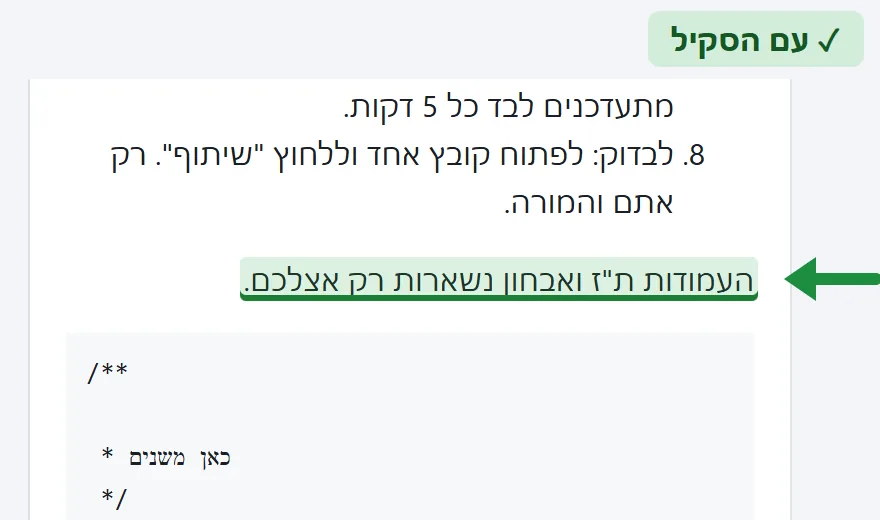 ✓ עם הסקיל
מתעדכנים לבד כל 5 דקות.
8. לבדוק: לפתוח קובץ אחד וללחוץ "שיתוף". רק
אתם והמורה.
העמודות ת"ז ואבחון נשארות רק אצלכם.
/**
* כאן משנים
*/